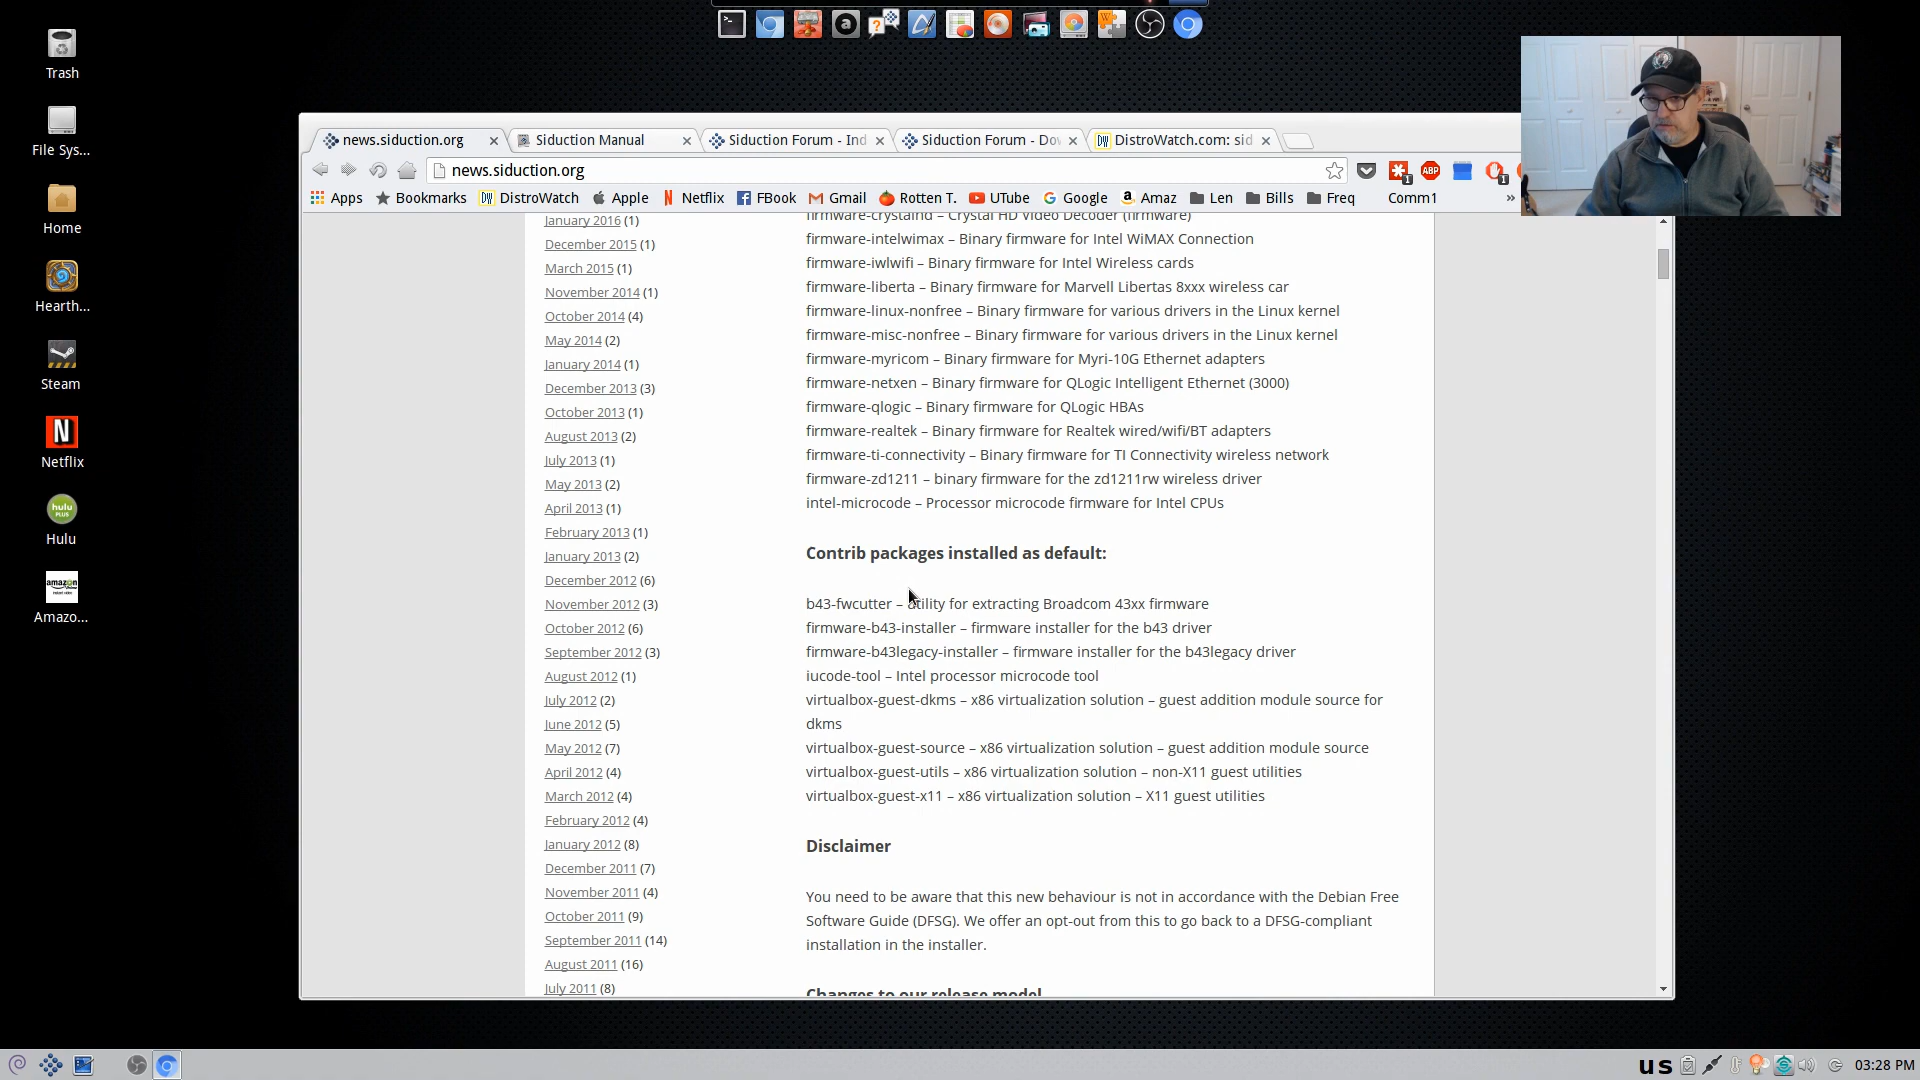 Trash
File Sys...
Home
Hearth...
Steam
Netflix
hulu
PLUS
Hulu
amazon
Amazo...
news.siduction.org
Siduction Manual
Siduction Forum - Ind
Siduction Forum - Do
DistroWatch.com: sid
news.siduction.org
Apps
Bookmarks
DistroWatch
Apple
Netflix
FBook
Gmail
Rotten T.
UTube
Google
Amaz
Len
Bills
Freq
Comm1
»
January 2016 (1)
December 2015 (1)
March 2015 (1)
November 2014 (1)
October 2014 (4)
May 2014 (2)
January 2014 (1)
December 2013 (3)
October 2013 (1)
August 2013 (2)
July 2013 (1)
May 2013 (2)
April 2013 (1)
February 2013 (1)
January 2013 (2)
December 2012 (6)
November 2012 (3)
October 2012 (6)
September 2012 (3)
August 2012 (1)
July 2012 (2)
June 2012 (5)
May 2012 (7)
April 2012 (4)
March 2012 (4)
February 2012 (4)
January 2012 (8)
December 2011 (7)
November 2011 (4)
October 2011 (9)
September 2011 (14)
August 2011 (16)
July 2011 (8)
firmware-crystalhd – Crystal HD Video Decoder (firmware)
firmware-intelwimax – Binary firmware for Intel WiMAX Connection
firmware-iwlwifi – Binary firmware for Intel Wireless cards
firmware-liberta – Binary firmware for Marvell Libertas 8xxx wireless car
firmware-linux-nonfree – Binary firmware for various drivers in the Linux kernel
firmware-misc-nonfree – Binary firmware for various drivers in the Linux kernel
firmware-myricom – Binary firmware for Myri-10G Ethernet adapters
firmware-netxen – Binary firmware for QLogic Intelligent Ethernet (3000)
firmware-qlogic – Binary firmware for QLogic HBAs
firmware-realtek – Binary firmware for Realtek wired/wifi/BT adapters
firmware-ti-connectivity – Binary firmware for TI Connectivity wireless network
firmware-zd1211 – binary firmware for the zd1211rw wireless driver
intel-microcode – Processor microcode firmware for Intel CPUs
Contrib packages installed as default:
b43-fwcutter – utility for extracting Broadcom 43xx firmware
firmware-b43-installer – firmware installer for the b43 driver
firmware-b43legacy-installer – firmware installer for the b43legacy driver
iucode-tool – Intel processor microcode tool
virtualbox-guest-dkms – x86 virtualization solution – guest addition module source for
dkms
virtualbox-guest-source – x86 virtualization solution – guest addition module source
virtualbox-guest-utils – x86 virtualization solution – non-X11 guest utilities
virtualbox-guest-x11 – x86 virtualization solution – X11 guest utilities
Disclaimer
You need to be aware that this new behaviour is not in accordance with the Debian Free
Software Guide (DFSG). We offer an opt-out from this to go back to a DFSG-compliant
installation in the installer.
Changes to our release model
us
03:28 PM